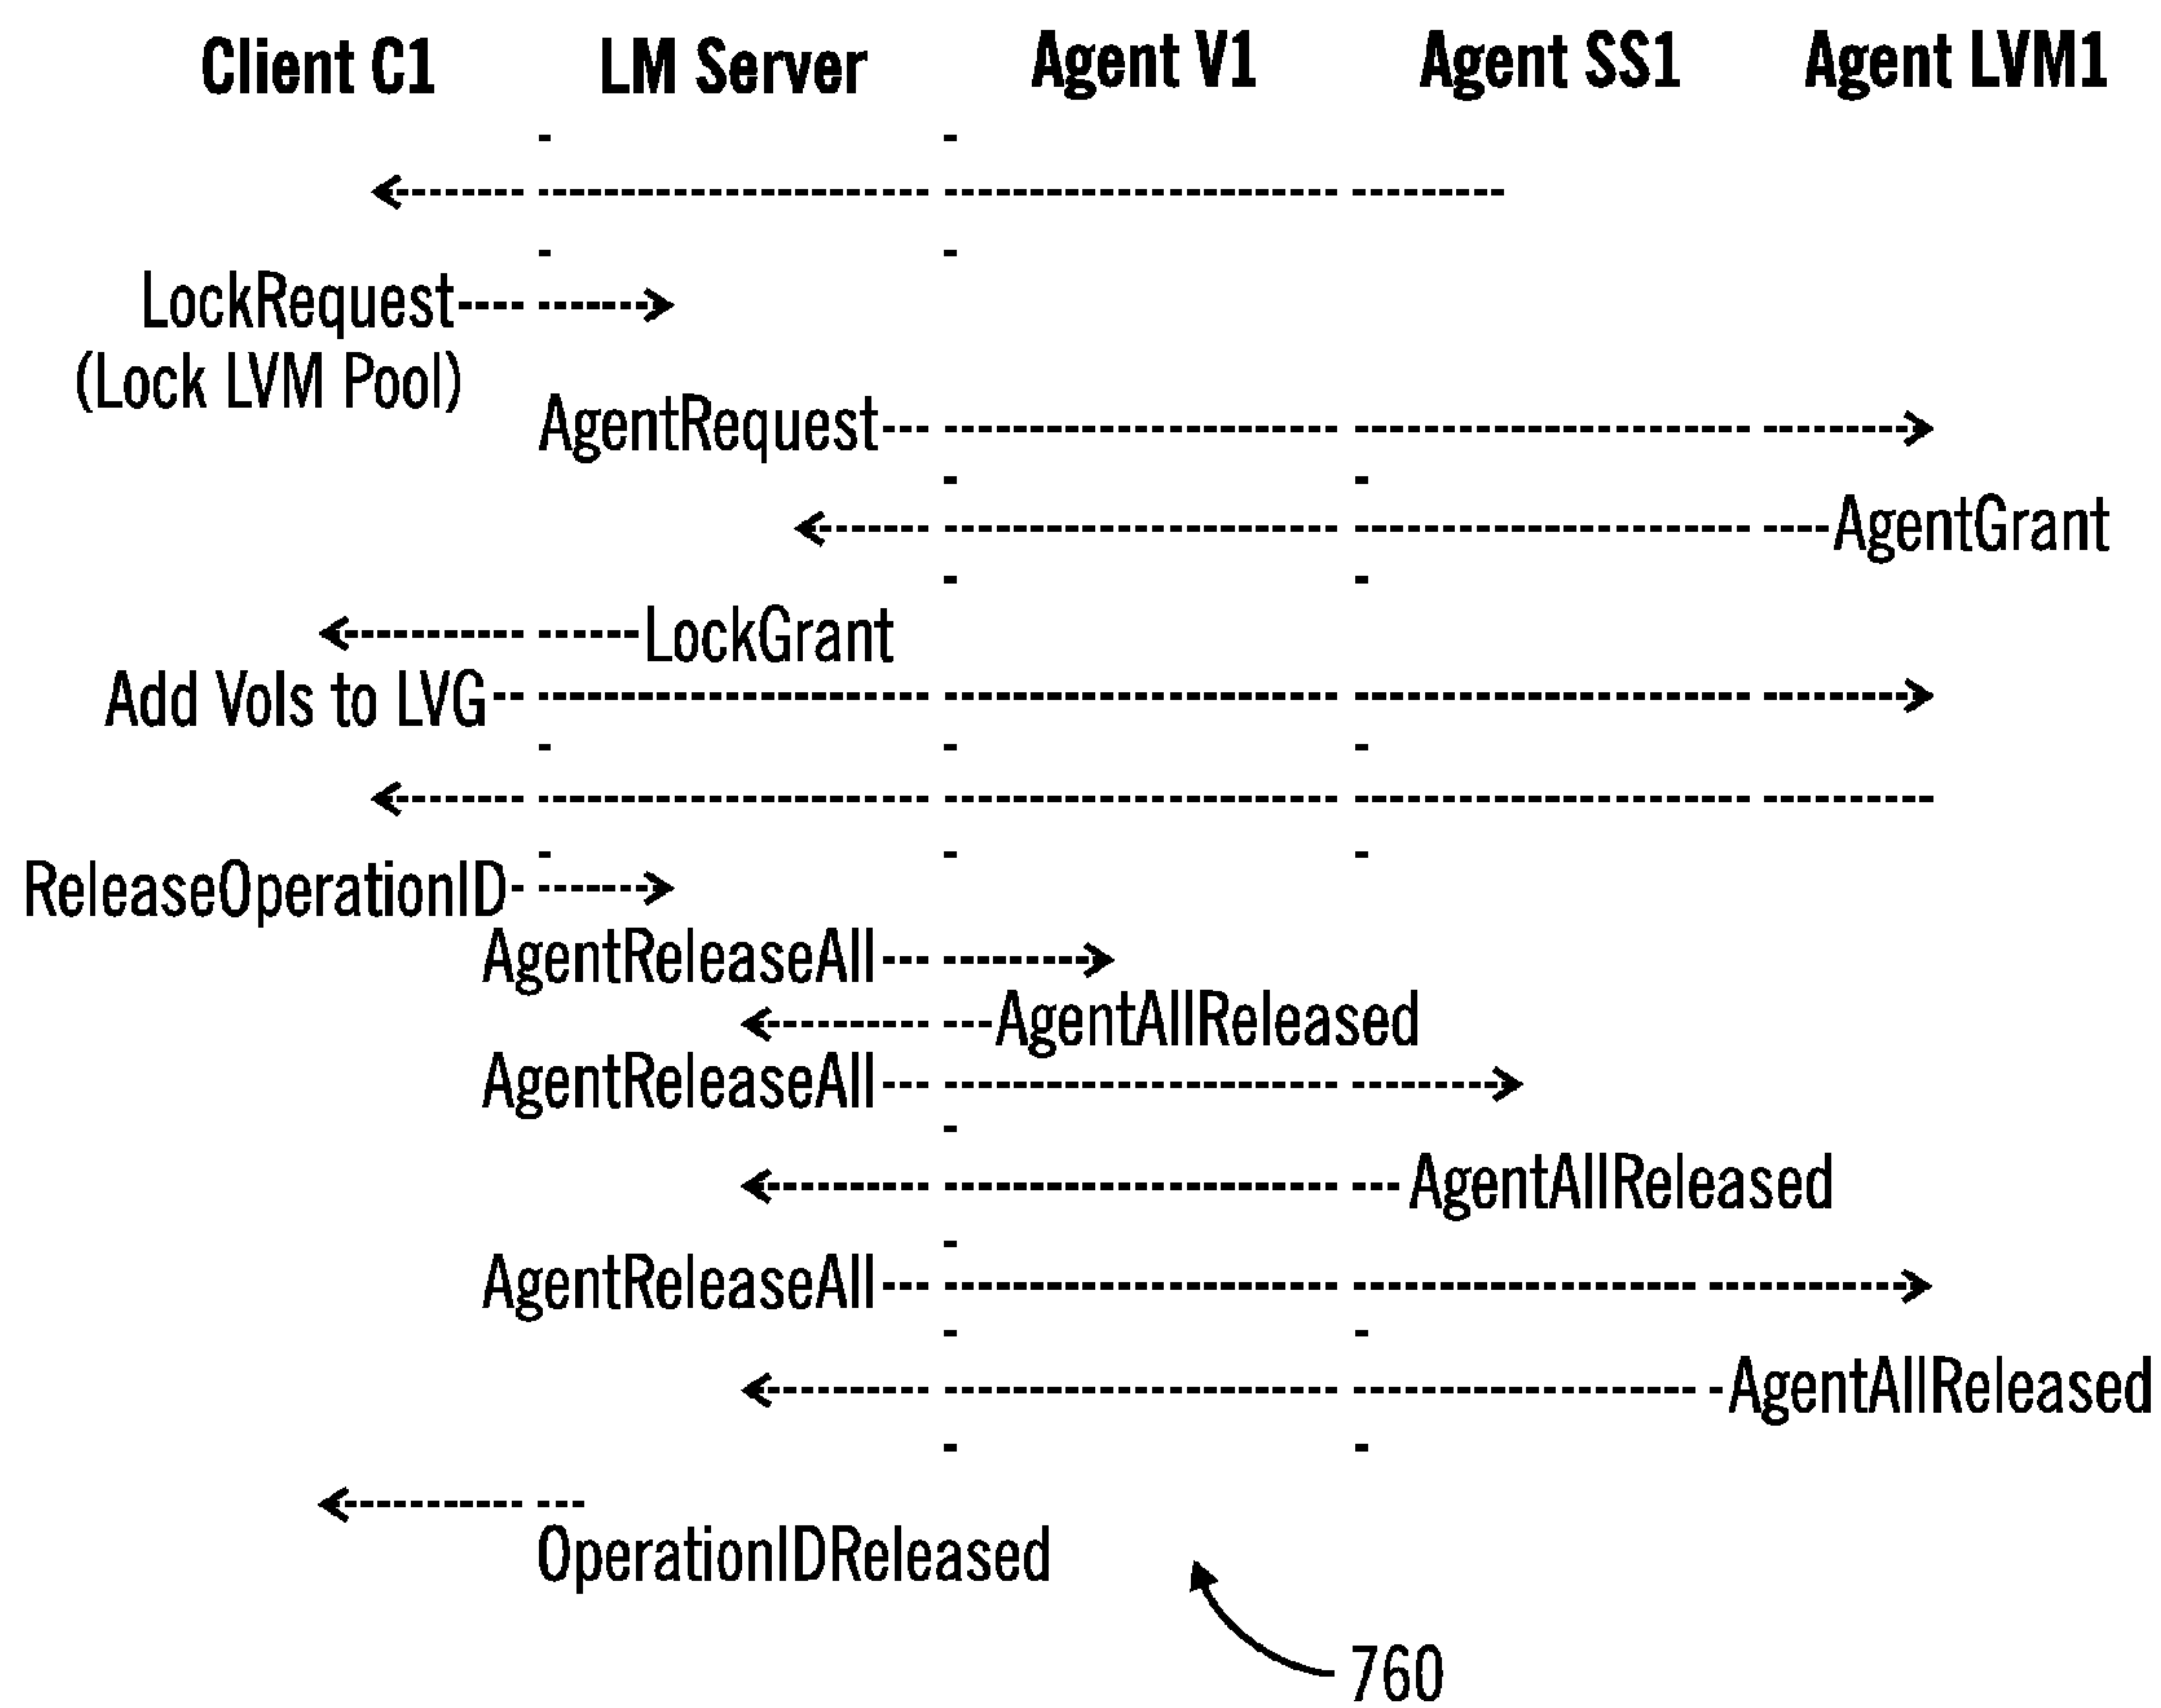 Client C1 LM Server Agent V1 Agent SS1 Agent LVM1
LockRequest
(Lock LVM Pool)
AgentRequest
AgentGrant
LockGrant
Add Vols to LVG
ReleaseOperationID
AgentReleaseAll
AgentAllReleased
AgentReleaseAll
AgentAllReleased
AgentReleaseAll
AgentAllReleased
OperationIDReleased
760